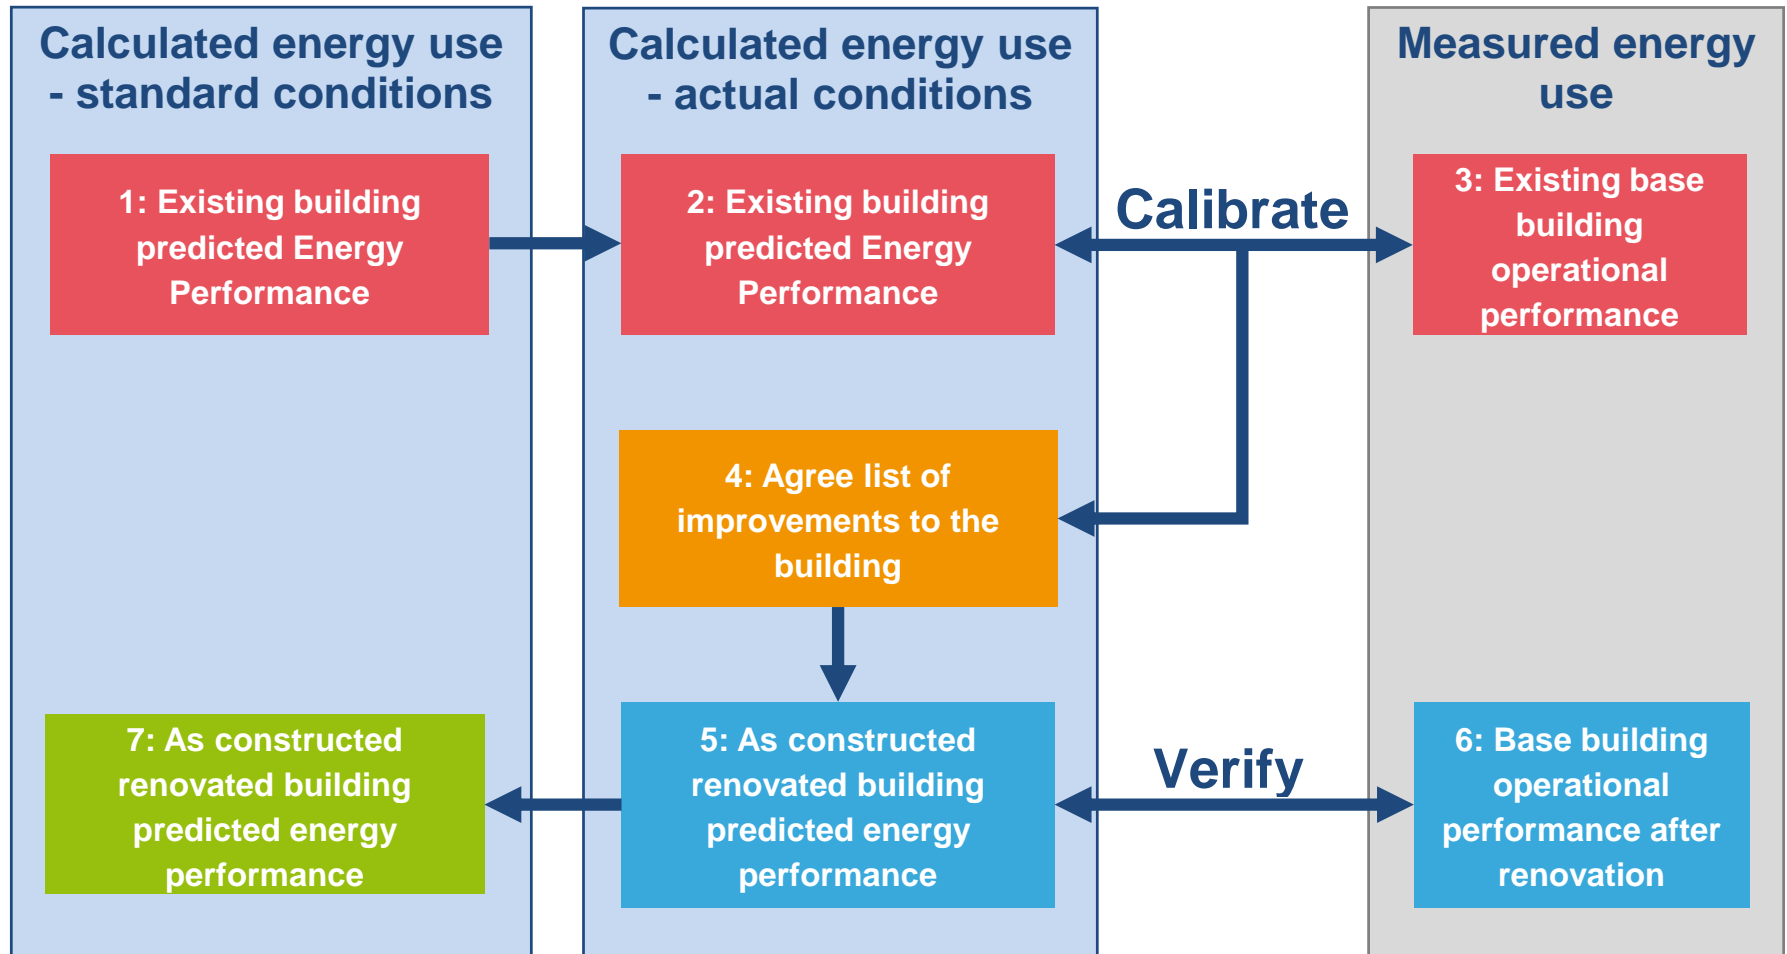 Calculated energy use
- standard conditions
Calculated energy use
- actual conditions
Measured energy
use
1: Existing building
predicted Energy
Performance
2: Existing building
predicted Energy
Performance
Calibrate
3: Existing base
building
operational
performance
4: Agree list of
improvements to the
building
7: As constructed
renovated building
predicted energy
performance
5: As constructed
renovated building
predicted energy
performance
Verify
6: Base building
operational
performance after
renovation